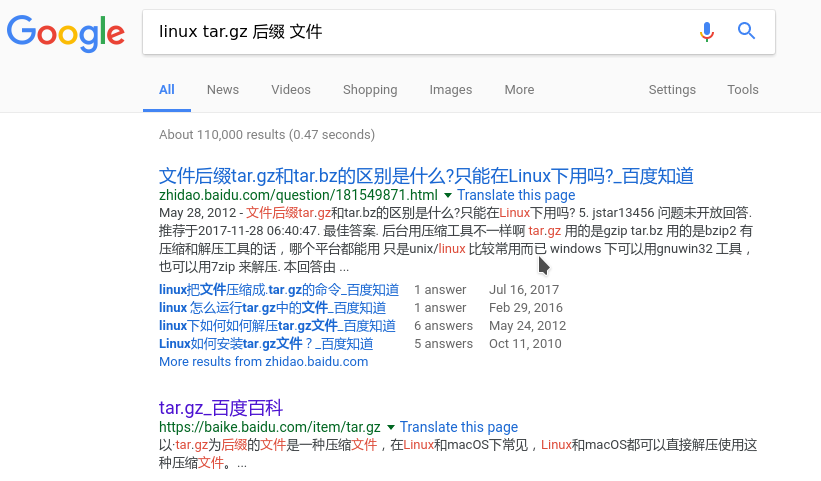 Google
linux tar.gz 后缀 文件
All News Videos Shopping Images More Settings Tools
About 110,000 results (0.47 seconds)
文件后缀tar.gz和tar.bz的区别是什么?只能在Linux下用吗?_百度知道
zhidao.baidu.com/question/181549871.html Translate this page
May 28, 2012 - 文件后缀tar.gz和tar.bz的区别是什么?只能在Linux下用吗? 5. jstar13456 问题未开放回答.
推荐于2017-11-28 06:40:47. 最佳答案. 后台用压缩工具不一样啊 tar.gz 用的是gzip tar.bz 用的是bzip2 有
压缩和解压工具的话，哪个平台都能用 只是unix/linux 比较常用而已 windows 下可以用gnuwin32 工具，
也可以用7zip 来解压. 本回答由 ...
linux把文件压缩成.tar.gz的命令_百度知道 1 answer Jul 16, 2017
linux 怎么运行tar.gz中的文件_百度知道 1 answer Feb 29, 2016
linux下如何如何解压tar.gz文件_百度知道 6 answers May 24, 2012
Linux如何安装tar.gz文件？_百度知道 5 answers Oct 11, 2010
More results from zhidao.baidu.com
tar.gz_百度百科
https://baike.baidu.com/item/tar.gz Translate this page
以·tar.gz为后缀的文件是一种压缩文件，在Linux和macOS下常见，Linux和macOS都可以直接解压使用这
种压缩文件。...